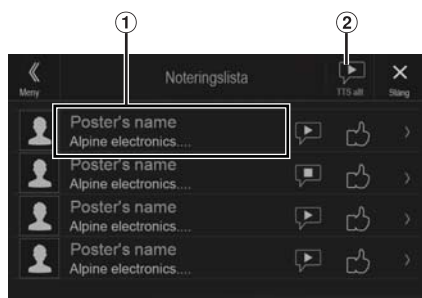 1 2
Meny Noteringslista TTS allt Stäng
Poster's name
Alpine electronics....
Poster's name
Alpine electronics....
Poster's name
Alpine electronics....
Poster's name
Alpine electronics....